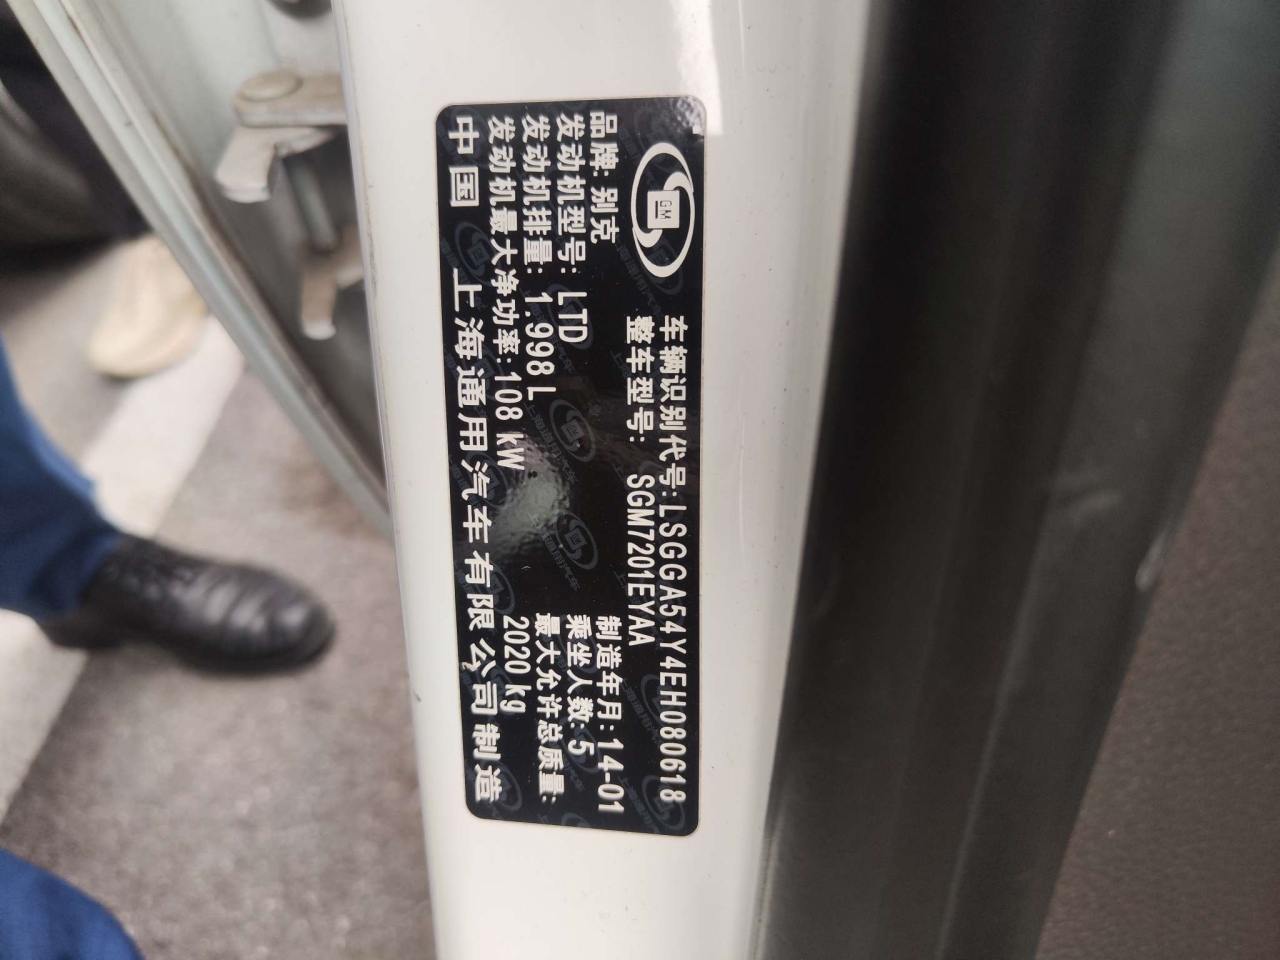 GM
车辆识别代号:LSGGA54Y4EH080618
整车型号: SGM7201EYAA
品牌: 别克
制造年月:14-01
发动机型号: LTD
乘坐人数:5
发动机排量: 1.998 L
最大允许总质量:
发动机最大净功率:108 kW
2020 kg
中国 上海通用汽车有限公司制造